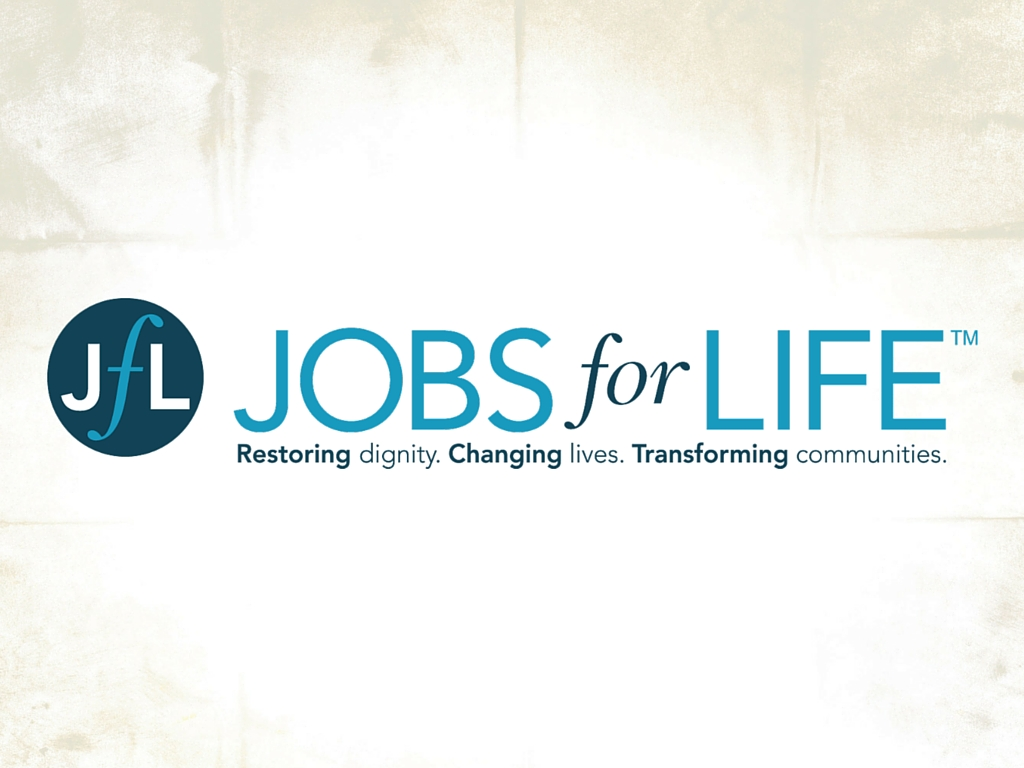 JfL JOBS for LIFE™
Restoring dignity. Changing lives. Transforming communities.